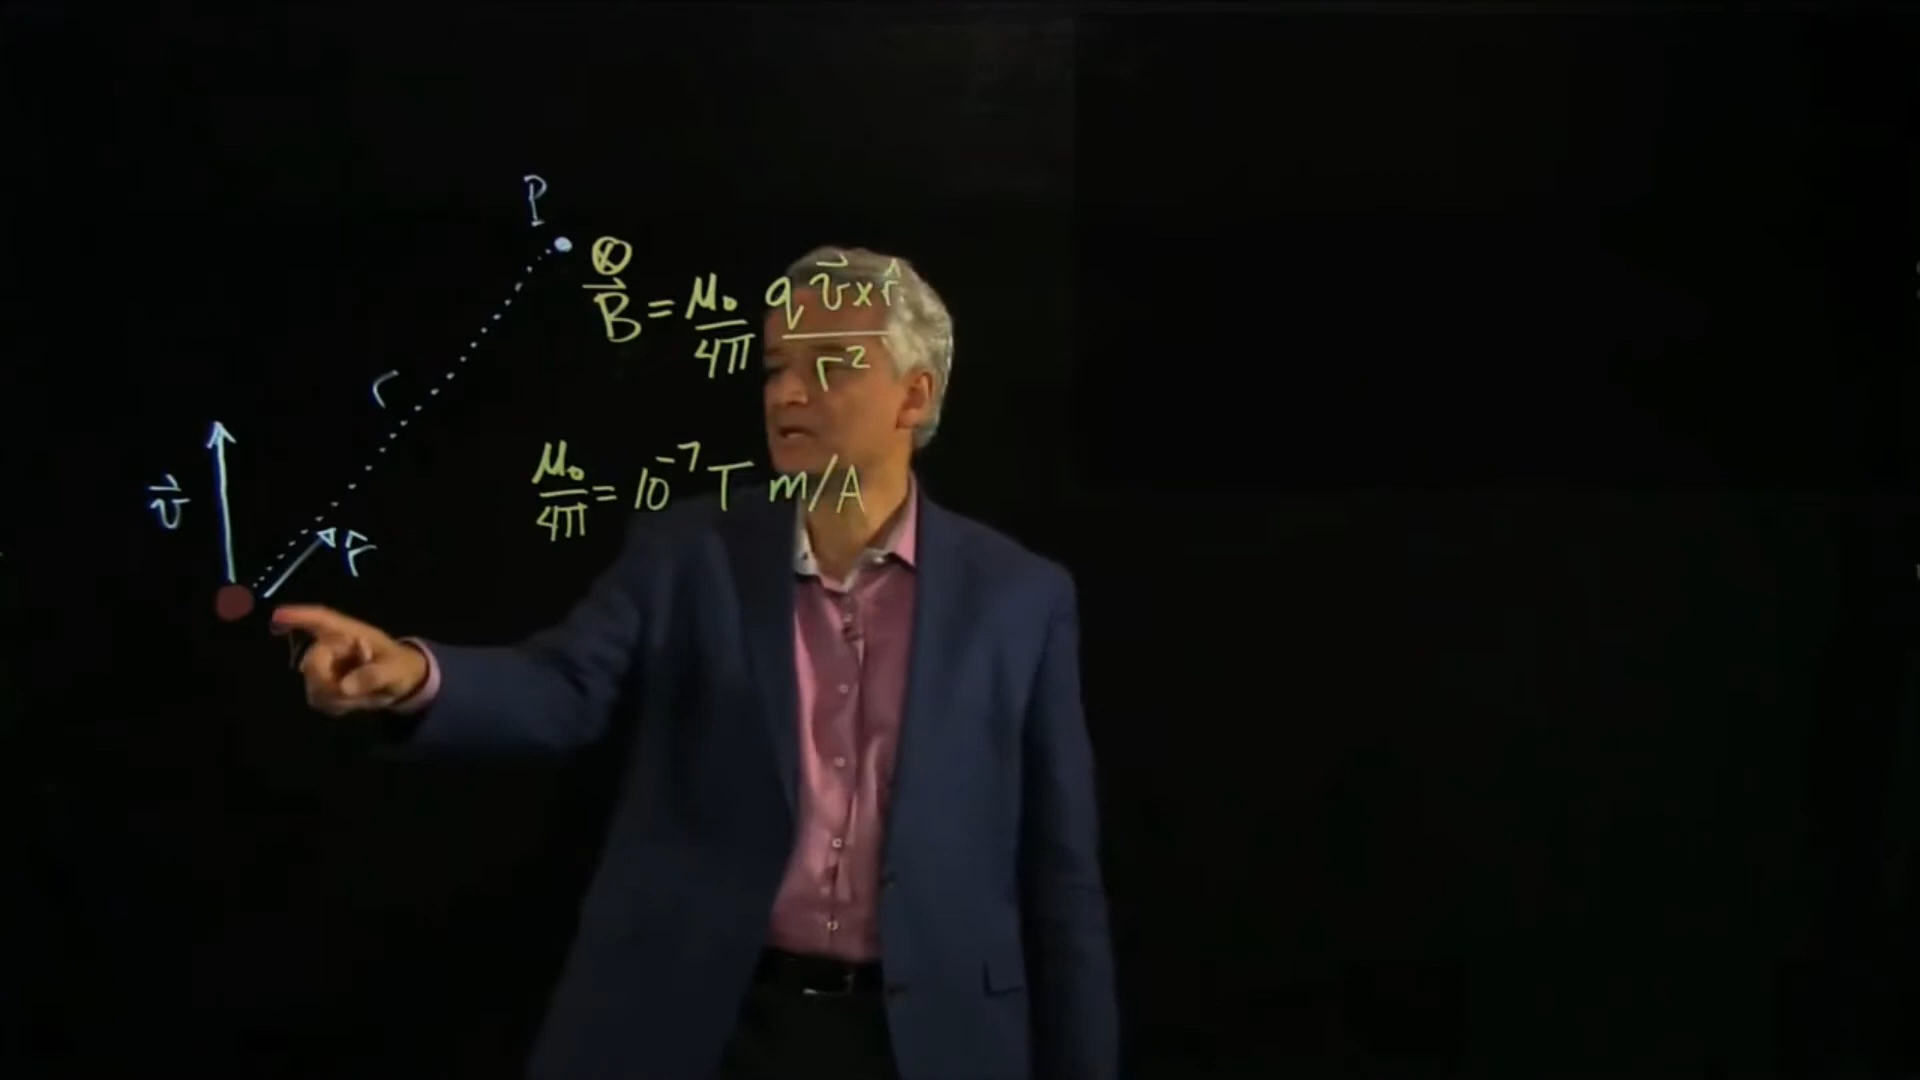 P
⊗
B⃗ = μ₀/4π q v⃗ x r̂ / r²
r
μ₀/4π = 10⁻⁷ T m/A
v⃗
r̂